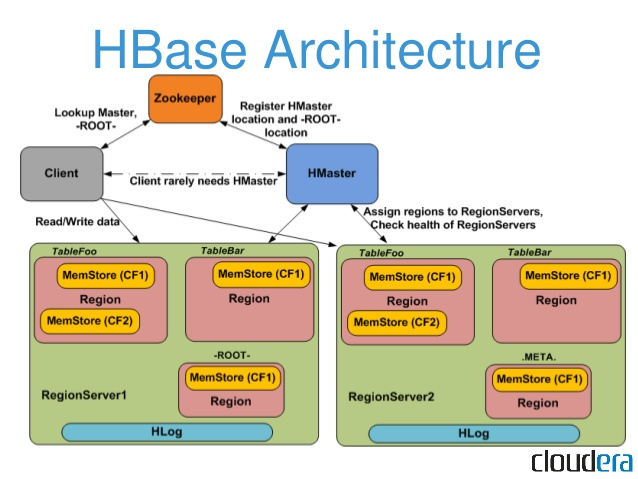 HBase Architecture
Zookeeper
Lookup Master,
-ROOT-
Register HMaster
location and -ROOT-
location
Client
Client rarely needs HMaster
HMaster
Read/Write data
Assign regions to RegionServers,
Check health of RegionServers
TableFoo
MemStore (CF1)
Region
MemStore (CF2)
TableBar
MemStore (CF1)
Region
-ROOT-
MemStore (CF1)
Region
RegionServer1
HLog
TableFoo
MemStore (CF1)
Region
MemStore (CF2)
TableBar
MemStore (CF1)
Region
.META.
MemStore (CF1)
Region
RegionServer2
HLog
cloudera